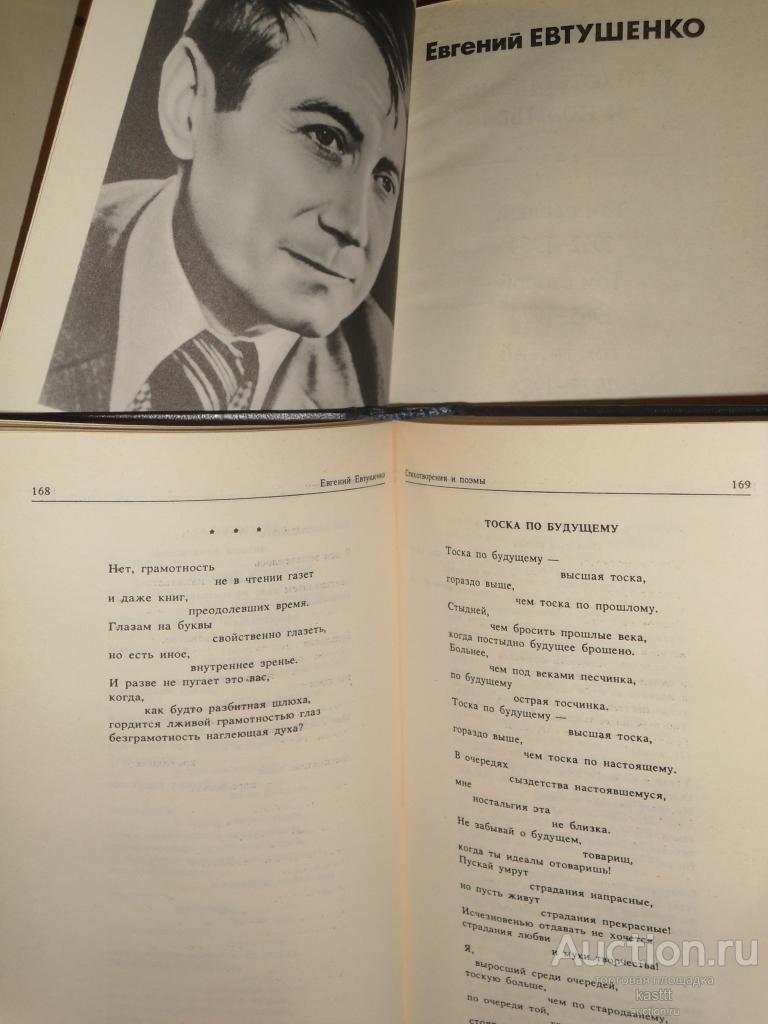 Евгений ЕВТУШЕНКО
168
Евгений Евтушенко
* * *
Нет, грамотность
не в чтении газет
и даже книг,
преодолевших время.
Глазам на буквы
свойственно глазеть,
но есть иное,
внутреннее зренье.
И разве не пугает это вас,
когда,
как будто разбитная шлюха,
гордится лживой грамотностью глаз
безграмотность наглеющая духа?
Стихотворения и поэмы
169
ТОСКА ПО БУДУЩЕМУ
Тоска по будущему —
высшая тоска,
гораздо выше,
чем тоска по прошлому.
Стыдней,
чем бросить прошлые века,
когда постыдно будущее брошено.
Больнее,
чем под веками песчинка,
по будущему
острая тосчинка.
Тоска по будущему —
высшая тоска,
гораздо выше,
чем тоска по настоящему.
В очередях
сыздетства настоявшемуся,
мне
ностальгия эта
не близка.
Не забывай о будущем,
товарищ,
когда ты идеалы отоваришь!
Пускай умрут
страдания напрасные,
но пусть живут
страдания прекрасные!
Исчезновенью отдавать не хочется
страдания любви
и муки творчества!
Я,
выросший среди очередей,
тоскую больше,
чем по стародавнему,
по очереди той,
Auction.ru
торговая площадка
kasttt
auction.ru